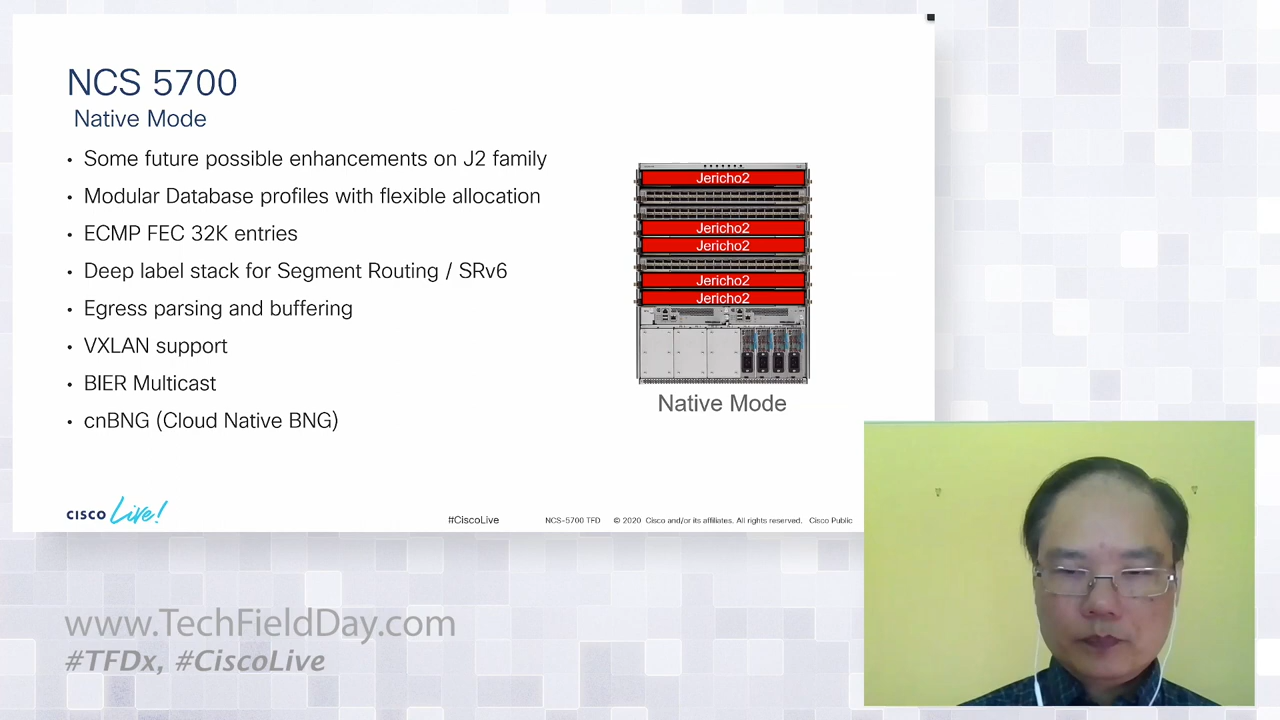 NCS 5700
Native Mode
• Some future possible enhancements on J2 family
• Modular Database profiles with flexible allocation
• ECMP FEC 32K entries
• Deep label stack for Segment Routing / SRv6
• Egress parsing and buffering
• VXLAN support
• BIER Multicast
• cnBNG (Cloud Native BNG)
Jericho2
Jericho2
Jericho2
Jericho2
Jericho2
Native Mode
CISCO Live!
#CiscoLive
NCS-5700 TFD
© 2020 Cisco and/or its affiliates. All rights reserved. Cisco Public
www.TechFieldDay.com
#TFDx, #CiscoLive